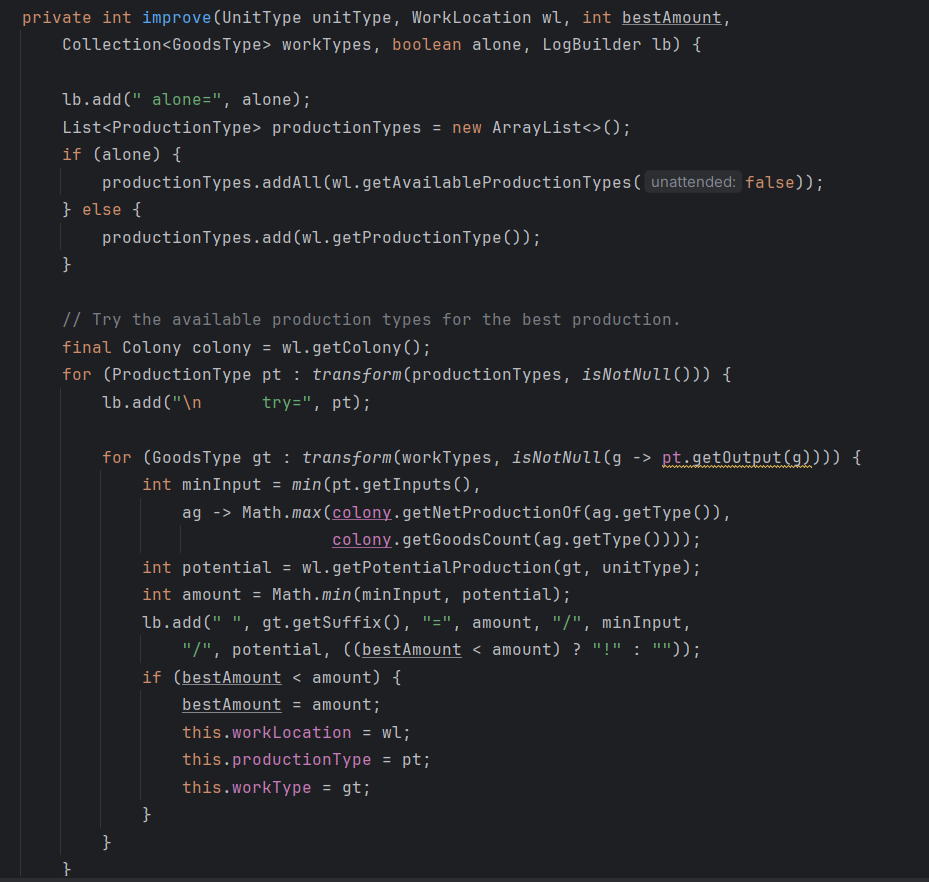 private int improve(UnitType unitType, WorkLocation wl, int bestAmount,
    Collection<GoodsType> workTypes, boolean alone, LogBuilder lb) {
    lb.add(" alone=", alone);
    List<ProductionType> productionTypes = new ArrayList<>();
    if (alone) {
        productionTypes.addAll(wl.getAvailableProductionTypes( unattended: false));
    } else {
        productionTypes.add(wl.getProductionType());
    }
    // Try the available production types for the best production.
    final Colony colony = wl.getColony();
    for (ProductionType pt : transform(productionTypes, isNotNull())) {
        lb.add("\n      try=", pt);
        for (GoodsType gt : transform(workTypes, isNotNull(g -> pt.getOutput(g)))) {
            int minInput = min(pt.getInputs(),
                ag -> Math.max(colony.getNetProductionOf(ag.getType()),
                               colony.getGoodsCount(ag.getType())));
            int potential = wl.getPotentialProduction(gt, unitType);
            int amount = Math.min(minInput, potential);
            lb.add(" ", gt.getSuffix(), "=", amount, "/", minInput,
                "/", potential, ((bestAmount < amount) ? "!" : ""));
            if (bestAmount < amount) {
                bestAmount = amount;
                this.workLocation = wl;
                this.productionType = pt;
                this.workType = gt;
            }
        }
    }